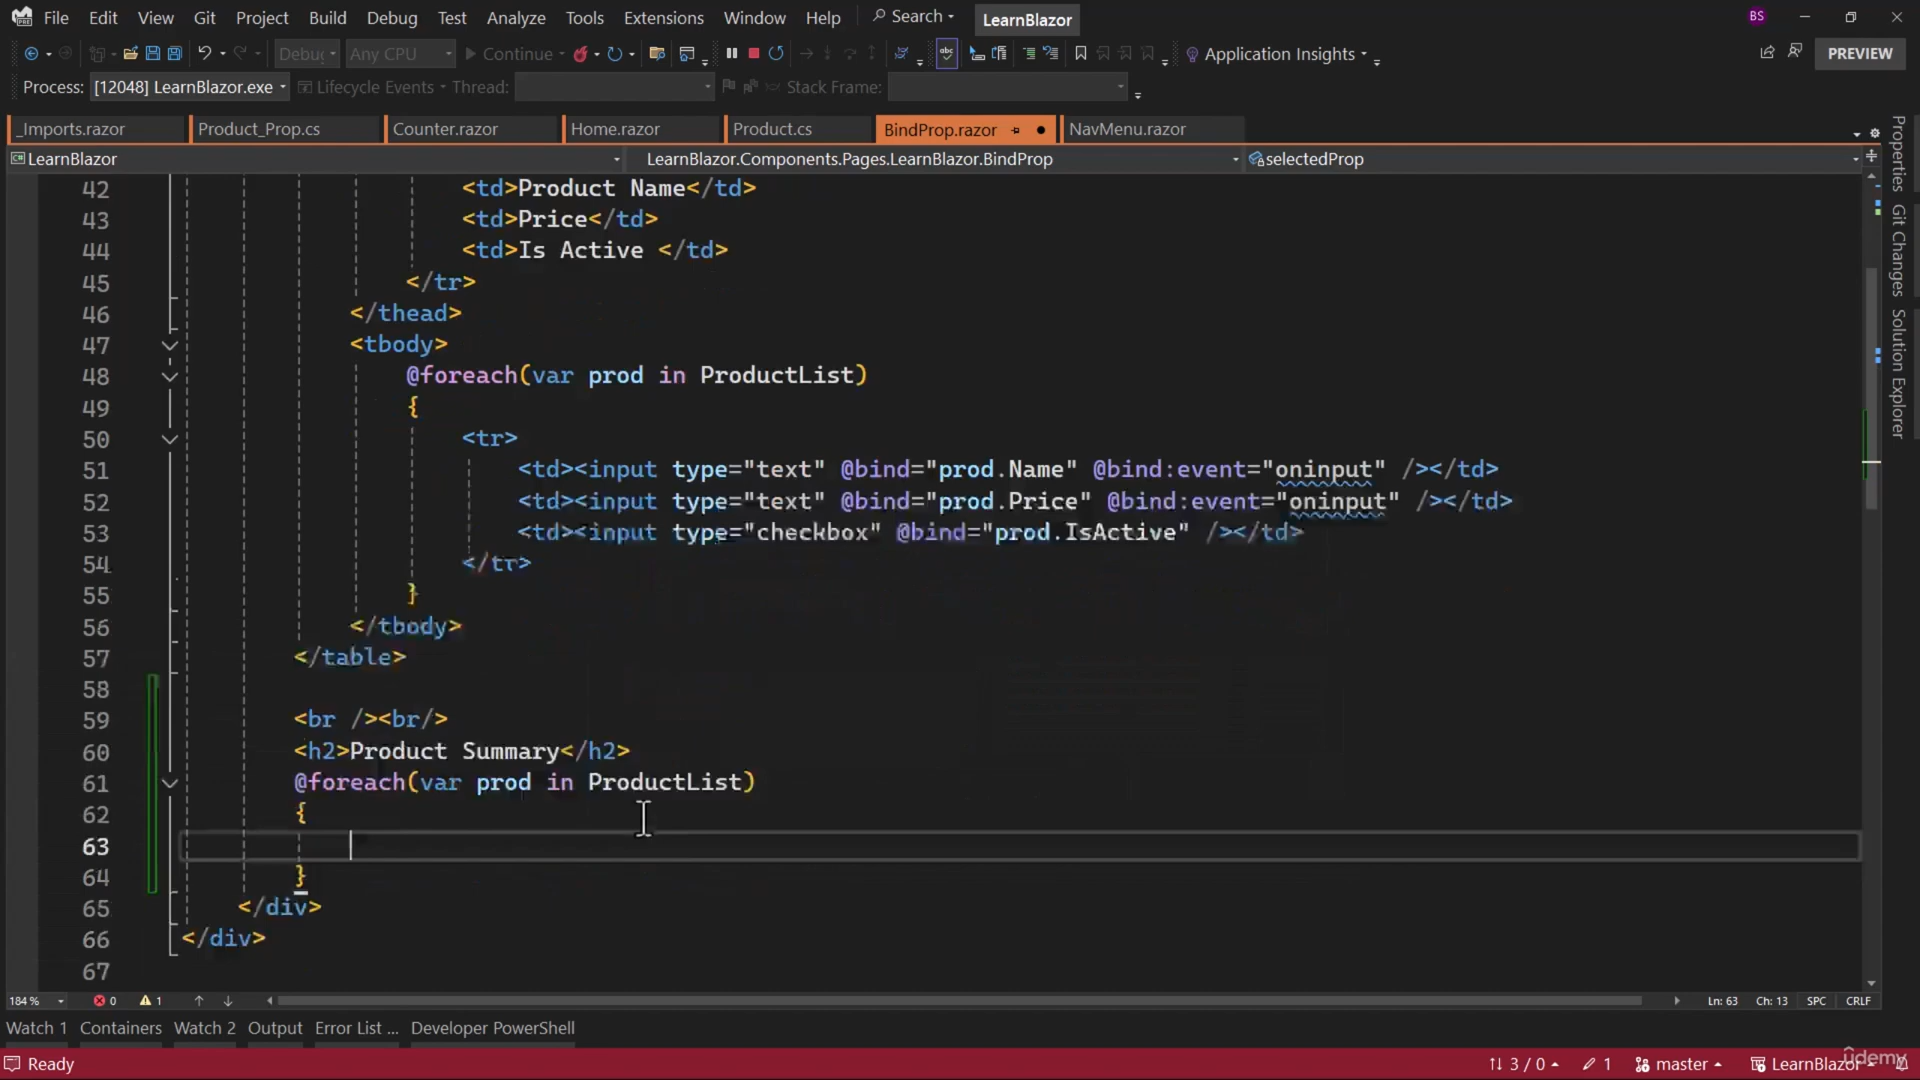 File Edit View Git Project Build Debug Test Analyze Tools Extensions Window Help Search LearnBlazor BS
Debug Any CPU Continue Application Insights PREVIEW
Process: [12048] LearnBlazor.exe Lifecycle Events Thread: Stack Frame:
_Imports.razor Product_Prop.cs Counter.razor Home.razor Product.cs BindProp.razor NavMenu.razor
LearnBlazor LearnBlazor.Components.Pages.LearnBlazor.BindProp selectedProp
42 <td>Product Name</td>
43 <td>Price</td>
44 <td>Is Active </td>
45 </tr>
46 </thead>
47 <tbody>
48 @foreach(var prod in ProductList)
49 {
50 <tr>
51 <td><input type="text" @bind="prod.Name" @bind:event="oninput" /></td>
52 <td><input type="text" @bind="prod.Price" @bind:event="oninput" /></td>
53 <td><input type="checkbox" @bind="prod.IsActive" /></td>
54 </tr>
55 }
56 </tbody>
57 </table>
58
59 <br /><br/>
60 <h2>Product Summary</h2>
61 @foreach(var prod in ProductList)
62 {
63
64 }
65 </div>
66 </div>
67
Properties
Git Changes
Solution Explorer
184 % 0 1 Ln: 63 Ch: 13 SPC CRLF
Watch 1 Containers Watch 2 Output Error List ... Developer PowerShell
Ready 3 / 0 1 master LearnBlazor
ûdemy